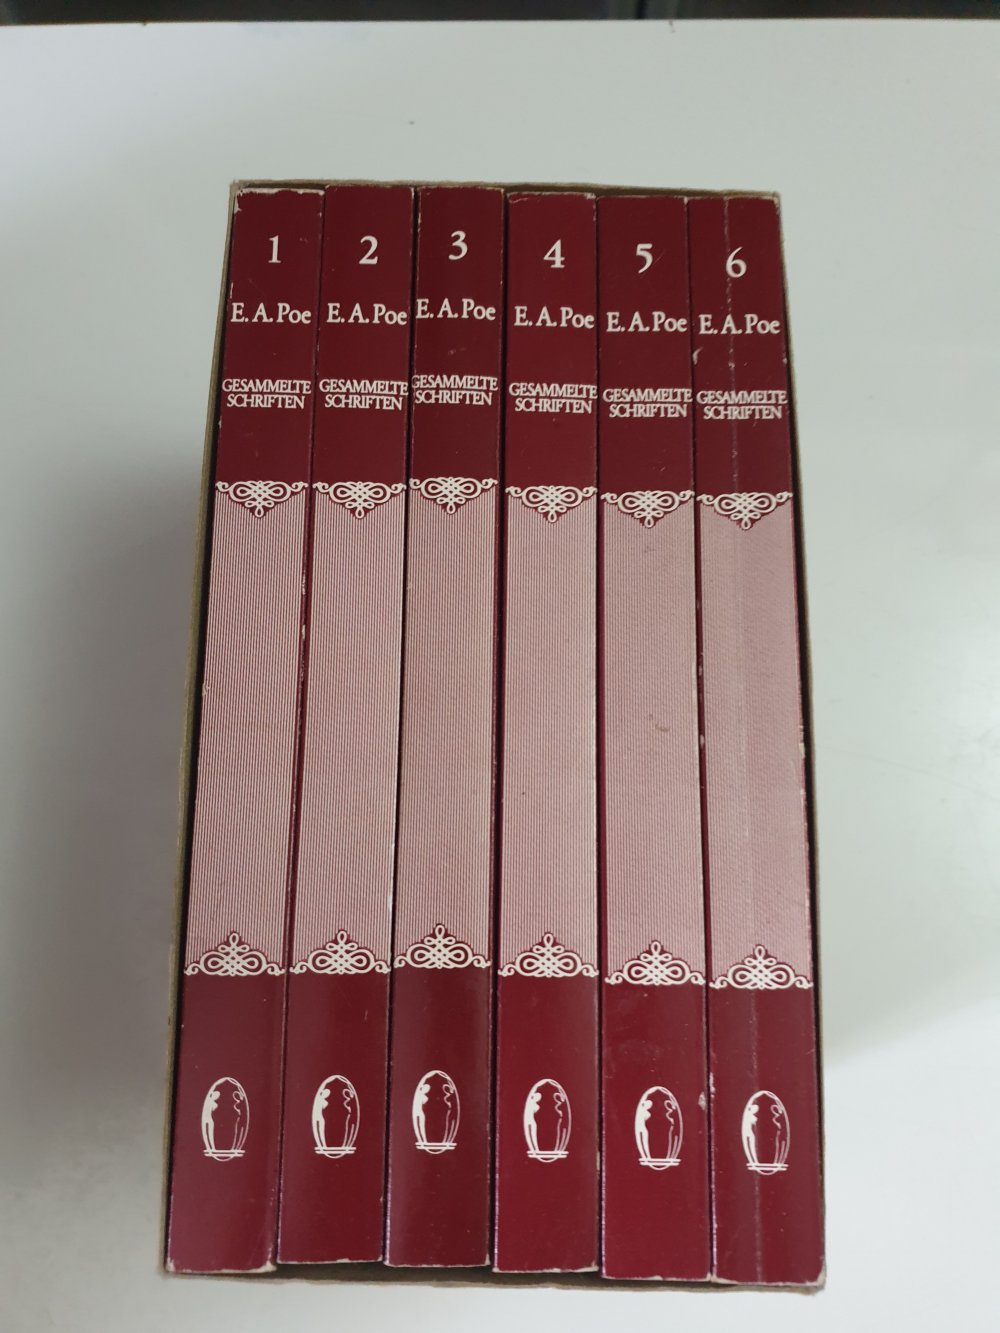 1
E. A. Poe
GESAMMELTE
SCHRIFTEN
2
E. A. Poe
GESAMMELTE
SCHRIFTEN
3
E. A. Poe
GESAMMELTE
SCHRIFTEN
4
E. A. Poe
GESAMMELTE
SCHRIFTEN
5
E. A. Poe
GESAMMELTE
SCHRIFTEN
6
E. A. Poe
GESAMMELTE
SCHRIFTEN